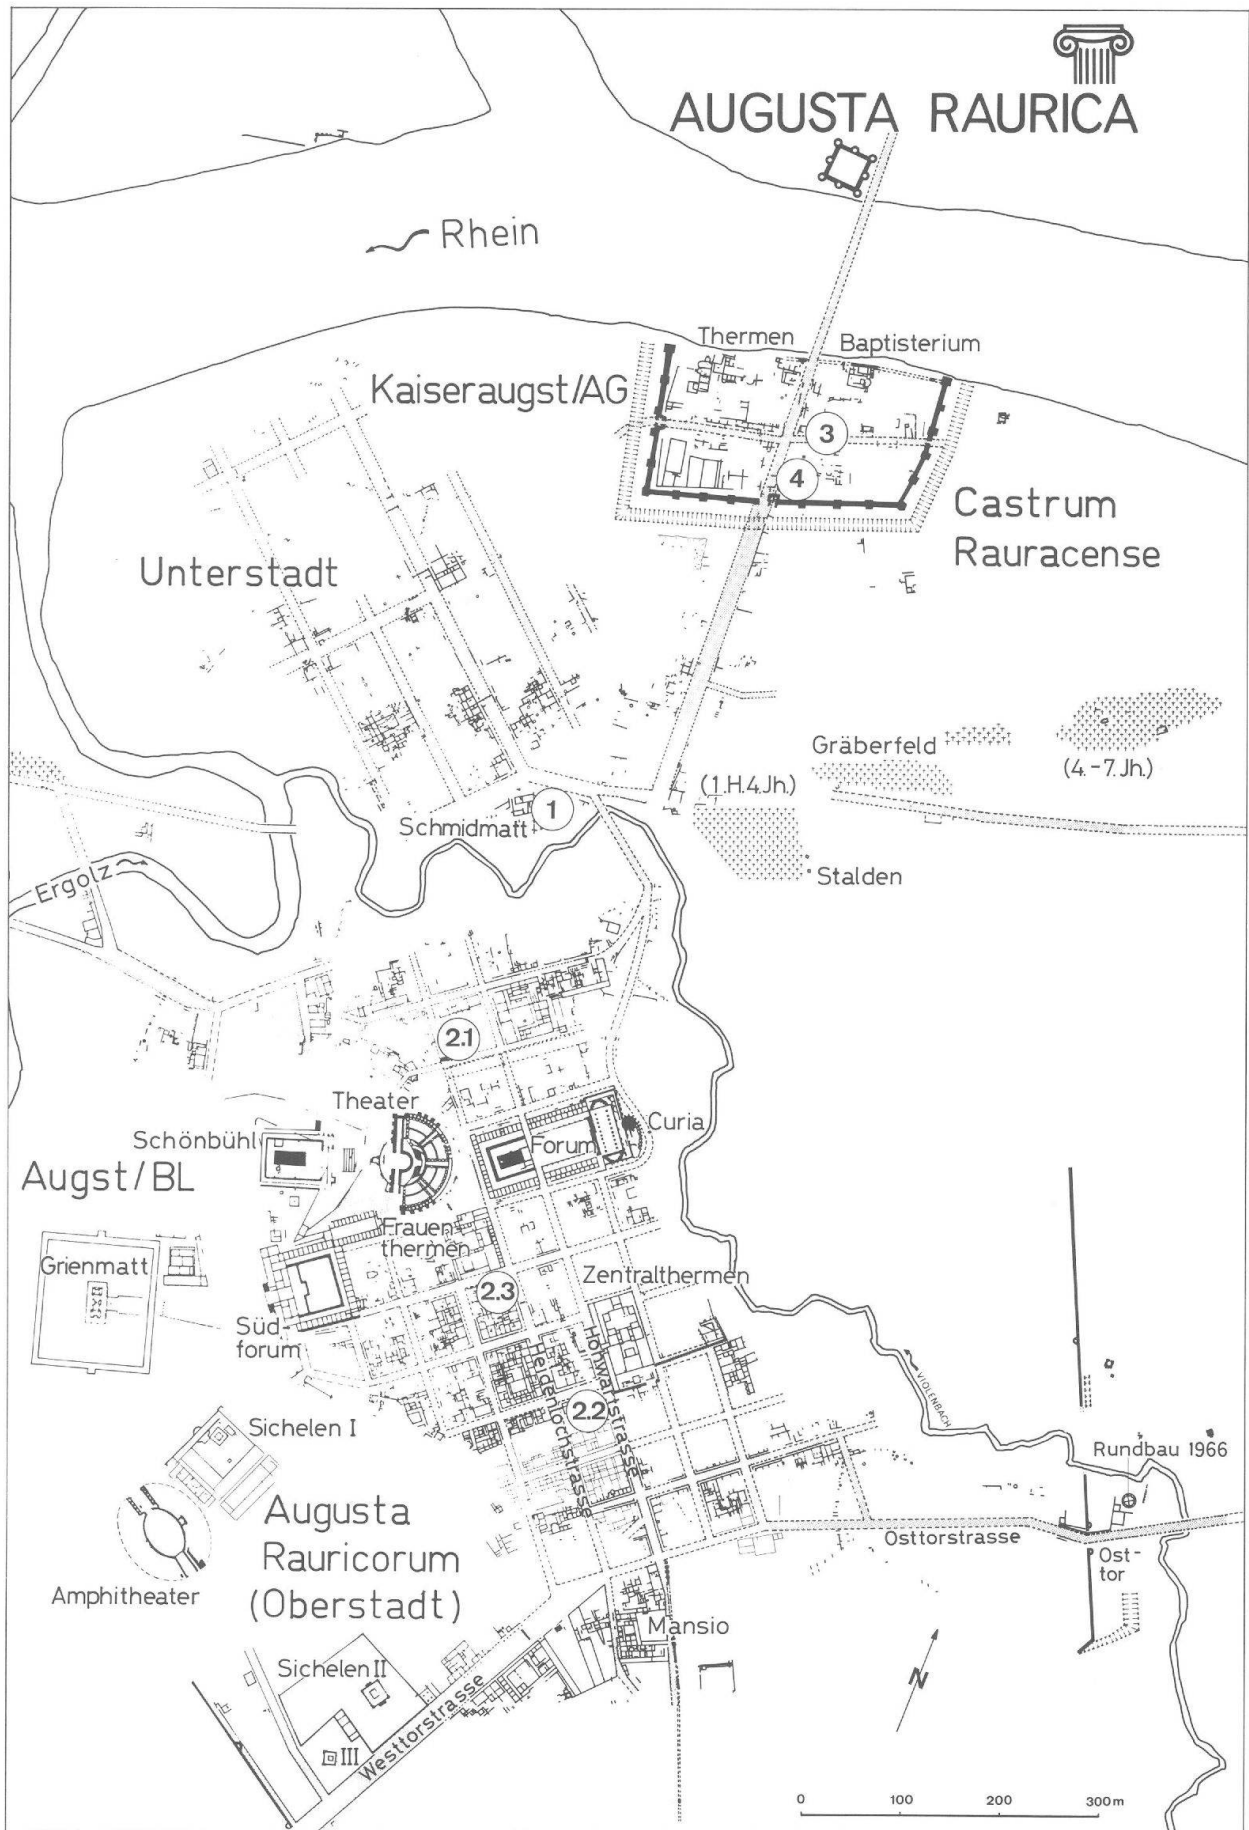 AUGUSTA RAURICA
Rhein
Thermen
Baptisterium
Kaiseraugst/AG
3
4
Castrum
Rauracense
Unterstadt
Gräberfeld
(4.-7.Jh.)
(1.H.4.Jh.)
1
Schmidmatt
Stalden
Ergolz
2.1
Theater
Curia
Schönbühl
Forum
Augst/BL
Frauen-
thermen
Grienmatt
Zentralthermen
2.3
Süd-
forum
Hohwartstrasse
Heidenlochstrasse
2.2
VIOLENBACH
Sichelen I
Rundbau 1966
Augusta
Rauricorum
(Oberstadt)
Osttorstrasse
Ost-
tor
Amphitheater
Mansio
Sichelen II
N
Westtorstrasse
III
0 100 200 300m